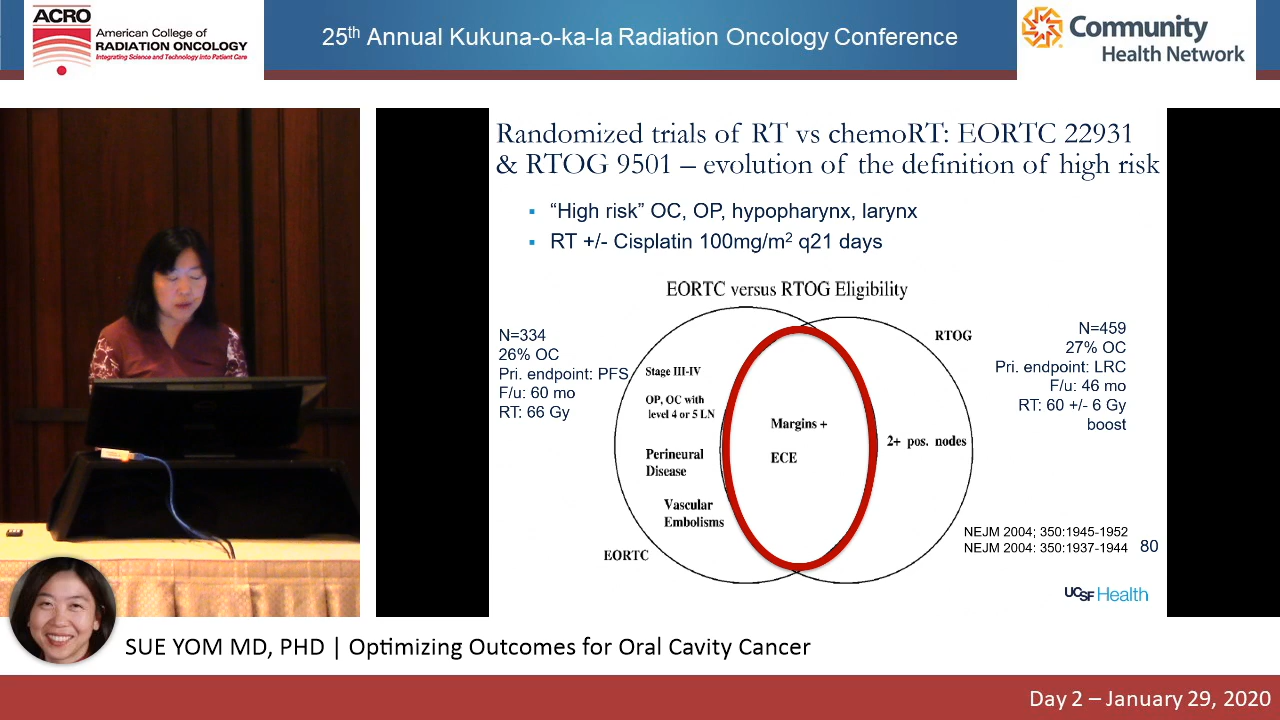 ACRO
American College of
RADIATION ONCOLOGY
Integrating Science and Technology Into Patient Care
25th Annual Kukuna-o-ka-la Radiation Oncology Conference
Community
Health Network
Randomized trials of RT vs chemoRT: EORTC 22931
& RTOG 9501 – evolution of the definition of high risk
▪ “High risk” OC, OP, hypopharynx, larynx
▪ RT +/- Cisplatin 100mg/m² q21 days
EORTC versus RTOG Eligibility
N=334
26% OC
Pri. endpoint: PFS
F/u: 60 mo
RT: 66 Gy
Stage III-IV
OP, OC with
level 4 or 5 LN
Perineural
Disease
Vascular
Embolisms
EORTC
Margins +
ECE
RTOG
2+ pos. nodes
N=459
27% OC
Pri. endpoint: LRC
F/u: 46 mo
RT: 60 +/- 6 Gy
boost
NEJM 2004; 350:1945-1952
NEJM 2004: 350:1937-1944
80
UCSF Health
SUE YOM MD, PHD | Optimizing Outcomes for Oral Cavity Cancer
Day 2 – January 29, 2020